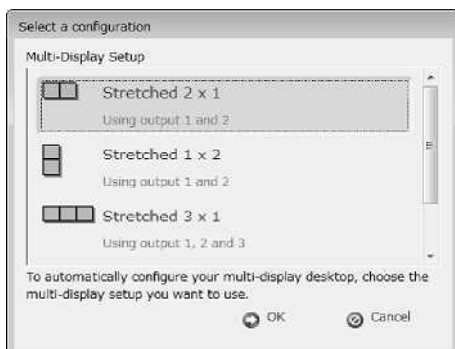 Select a configuration
Multi-Display Setup
Stretched 2 x 1
Using output 1 and 2
Stretched 1 x 2
Using output 1 and 2
Stretched 3 x 1
Using output 1, 2 and 3
To automatically configure your multi-display desktop, choose the
multi-display setup you want to use.
OK
Cancel